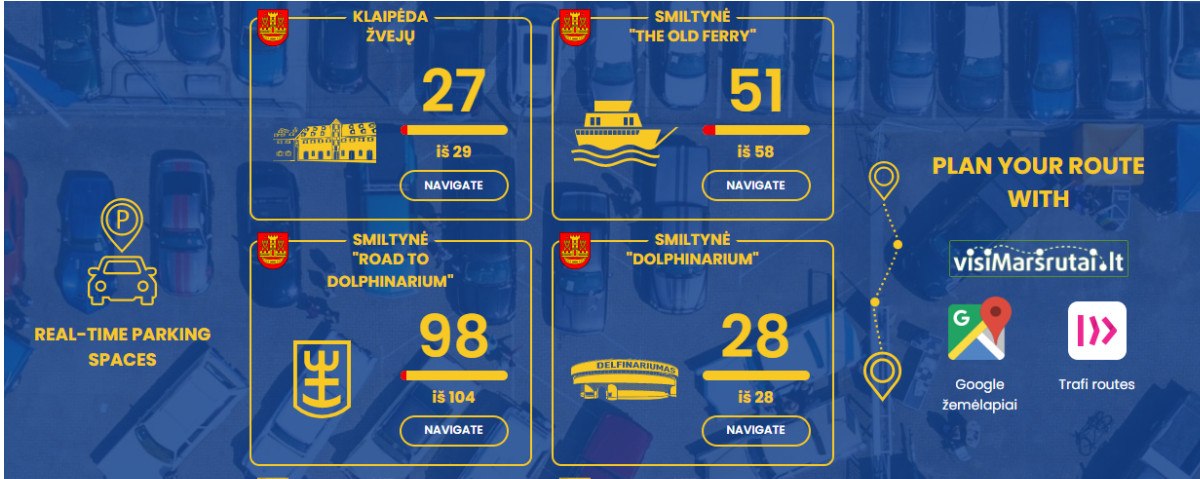 P
REAL-TIME PARKING
SPACES
KLAIPĖDA
ŽVEJŲ
27
iš 29
NAVIGATE
SMILTYNĖ
"THE OLD FERRY"
51
iš 58
NAVIGATE
SMILTYNĖ
"ROAD TO
DOLPHINARIUM"
98
iš 104
NAVIGATE
SMILTYNĖ
"DOLPHINARIUM"
DELFINARIUMAS
28
iš 28
NAVIGATE
PLAN YOUR ROUTE
WITH
visiMaršrutai.lt
G
Google
žemėlapiai
Trafi routes